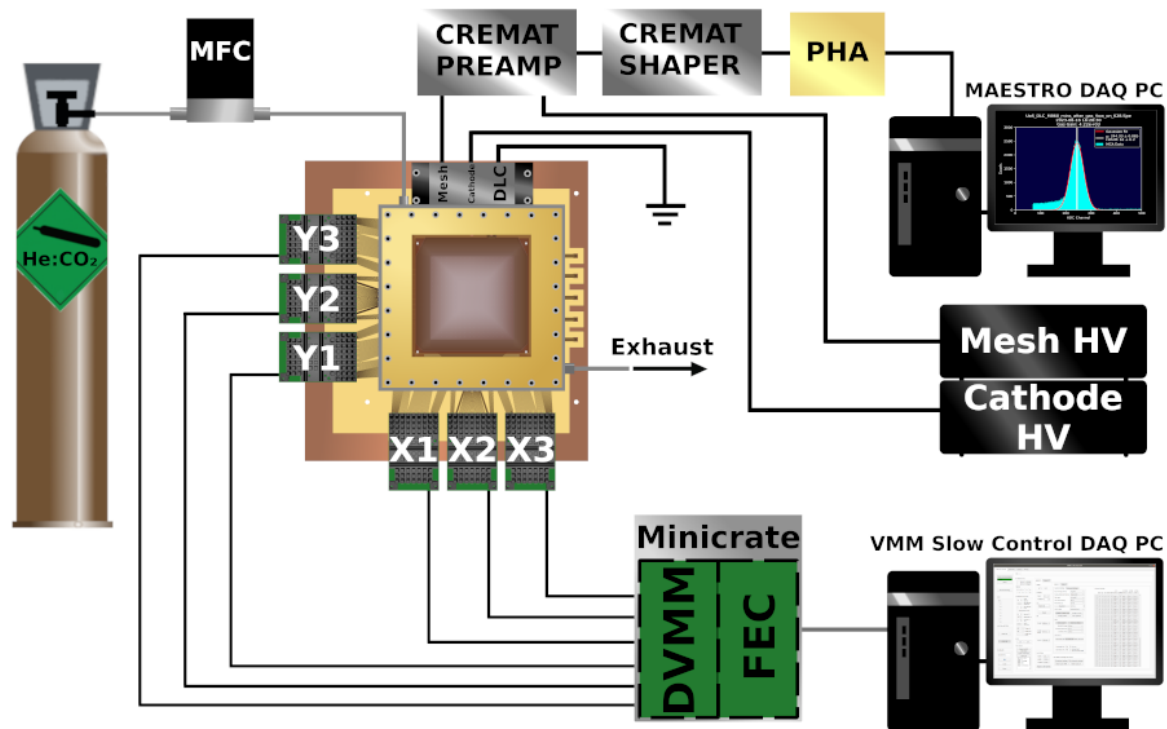 MFC
CREMAT
PREAMP
CREMAT
SHAPER
PHA
MAESTRO DAQ PC
He:CO₂
Mesh
Cathode
DLC
Y3
Y2
Y1
Exhaust
Mesh HV
Cathode
HV
X1
X2
X3
Minicrate
DVMM
FEC
VMM Slow Control DAQ PC